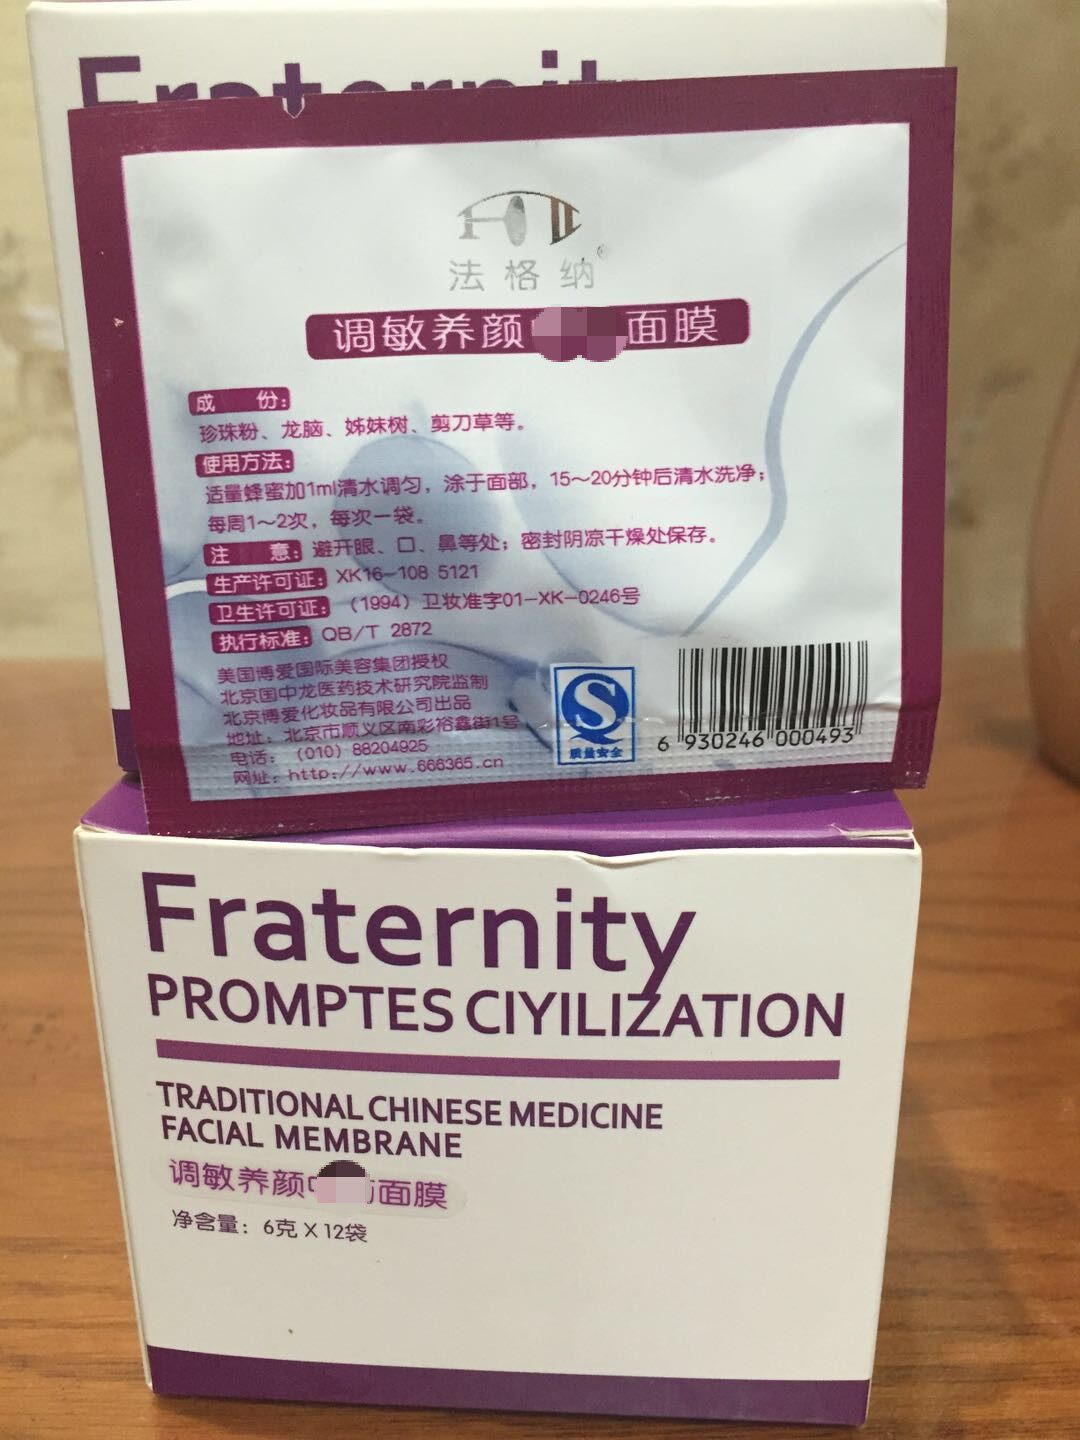 Fraternity
法格纳®
调敏养颜 面膜
成 份：
珍珠粉、龙脑、姊妹树、剪刀草等。
使用方法：
适量蜂蜜加1ml清水调匀，涂于面部，15～20分钟后清水洗净；
每周1～2次，每次一袋。
注 意：避开眼、口、鼻等处；密封阴凉干燥处保存。
生产许可证：XK16-108 5121
卫生许可证：（1994）卫妆准字01-XK-0246号
执行标准：QB/T 2872
美国博爱国际美容集团授权
北京国中龙医药技术研究院监制
北京博爱化妆品有限公司出品
地址：北京市顺义区南彩裕鑫街1号
电话：（010）88204925
网址：http://www.666365.cn
质量安全
6 930246 000493
Fraternity
PROMPTES CIYILIZATION
TRADITIONAL CHINESE MEDICINE
FACIAL MEMBRANE
调敏养颜 面膜
净含量：6克X12袋